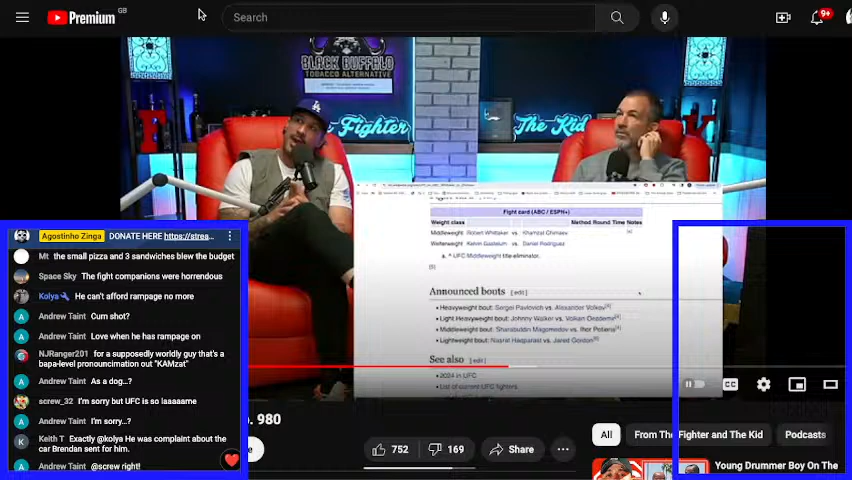 Premium GB
Search
9+
BLACK BUFFALO
TOBACCO ALTERNATIVE
Fighter
The Kid
Fight card (ABC / ESPN+)
Weight class Method Round Time Notes
Middleweight Robert Whittaker vs. Khamzat Chimaev
Welterweight Kelvin Gastelum vs. Daniel Rodriguez
a. ^ UFC Middleweight title eliminator.
Announced bouts [edit]
• Heavyweight bout: Sergei Pavlovich vs. Alexander Volkov[4]
• Light Heavyweight bout: Johnny Walker vs. Volkan Oezdemir[4]
• Middleweight bout: Sharabutdin Magomedov vs. Ihor Potieria[4]
• Lightweight bout: Nasrat Haqparast vs. Jared Gordon[5]
See also [edit]
• 2024 in UFC
• List of current UFC fighters
Agostinho Zinga DONATE HERE https://strea...
Mt the small pizza and 3 sandwiches blew the budget
Space Sky The fight companions were horrendous
Kolya He can't afford rampage no more
Andrew Taint Cum shot?
Andrew Taint Love when he has rampage on
NJRanger201 for a supposedly worldly guy that's a
bapa-level pronouncimation out "KAMzat"
Andrew Taint As a dog...?
screw_32 I'm sorry but UFC is so laaaaame
Andrew Taint I'm sorry...?
Keith T Exactly @kolya He was complaint about the
car Brendan sent for him.
Andrew Taint @screw right!
o. 980
752 169 Share
All From The Fighter and The Kid Podcasts
Young Drummer Boy On The